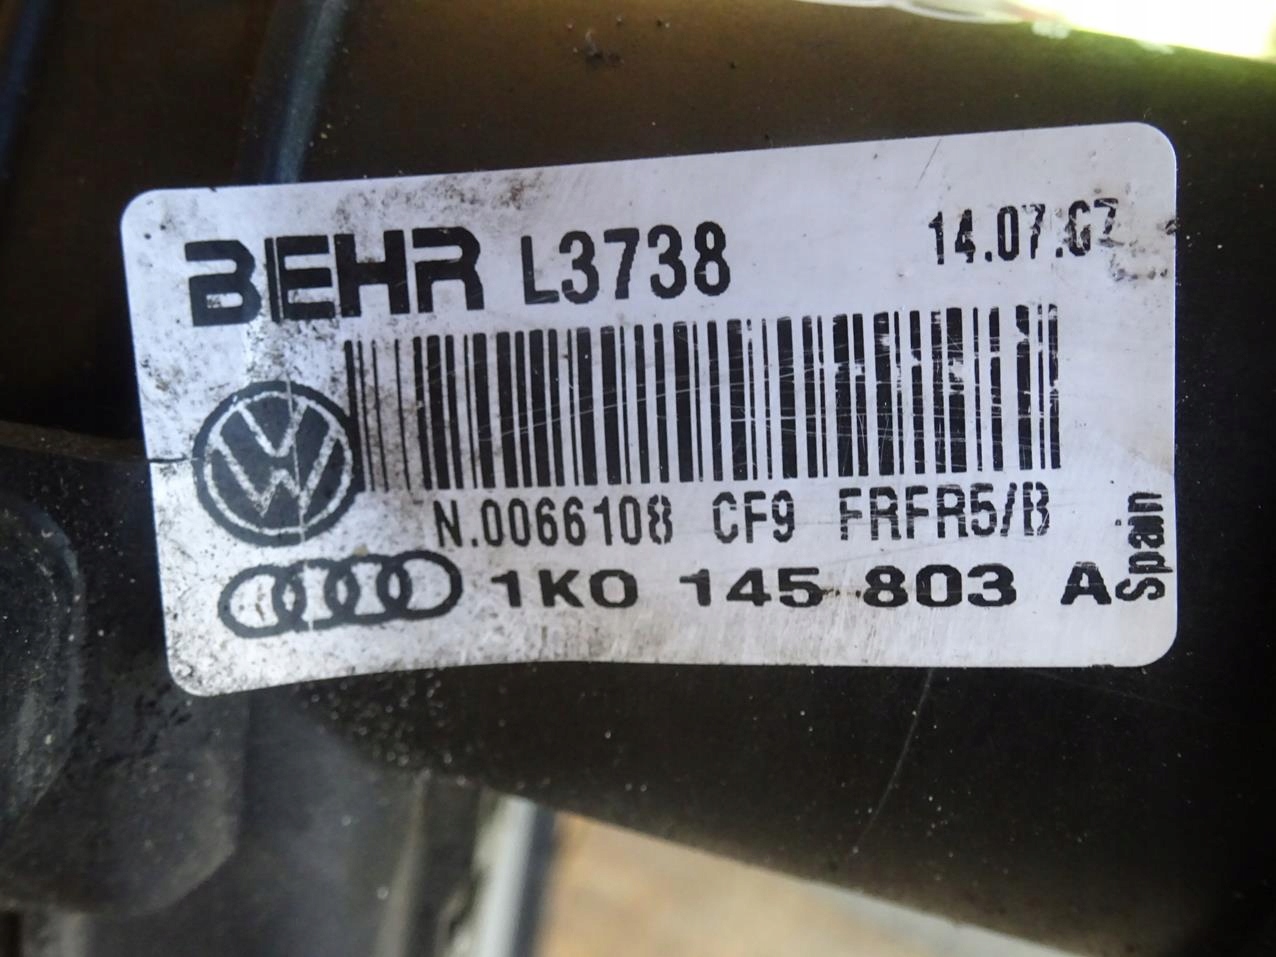 BEHR L3738 14.07.07
N.0066108 CF9 FRFR5/B
1K0 145 803 A
Spain